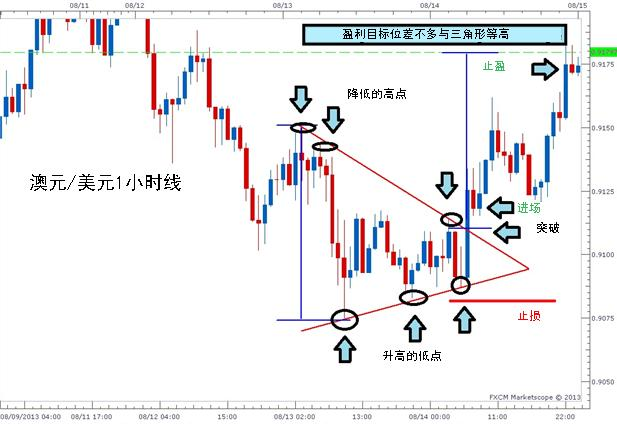 08/11 08/12 08/13 08/14 08/15
盈利目标位差不多与三角形等高
止盈
降低的高点
澳元/美元1小时线
进场
突破
止损
升高的低点
0.9179
0.9175
0.9150
0.9125
0.9100
0.9075
0.9050
FXCM Marketscope © 2013
08/09/2013 04:00 08/11 17:00 08/12 04:00 15:00 08/13 02:00 13:00 08/14 00:00 11:00 22:00